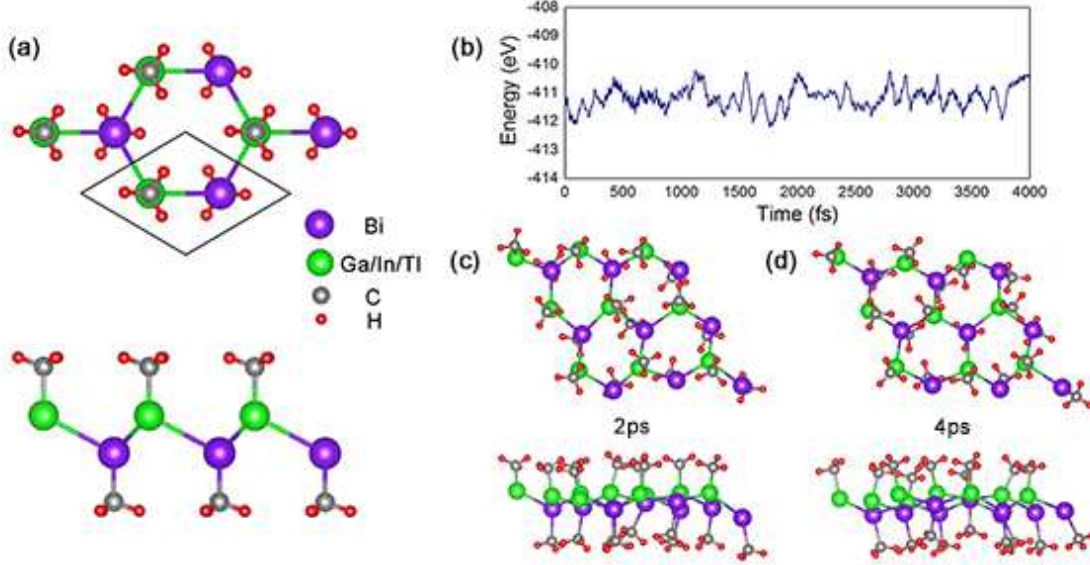 (a)
Bi
Ga/In/Tl
C
H
(b)
Energy (eV)
-408
-409
-410
-411
-412
-413
-414
0 500 1000 1500 2000 2500 3000 3500 4000
Time (fs)
(c)
(d)
2ps
4ps